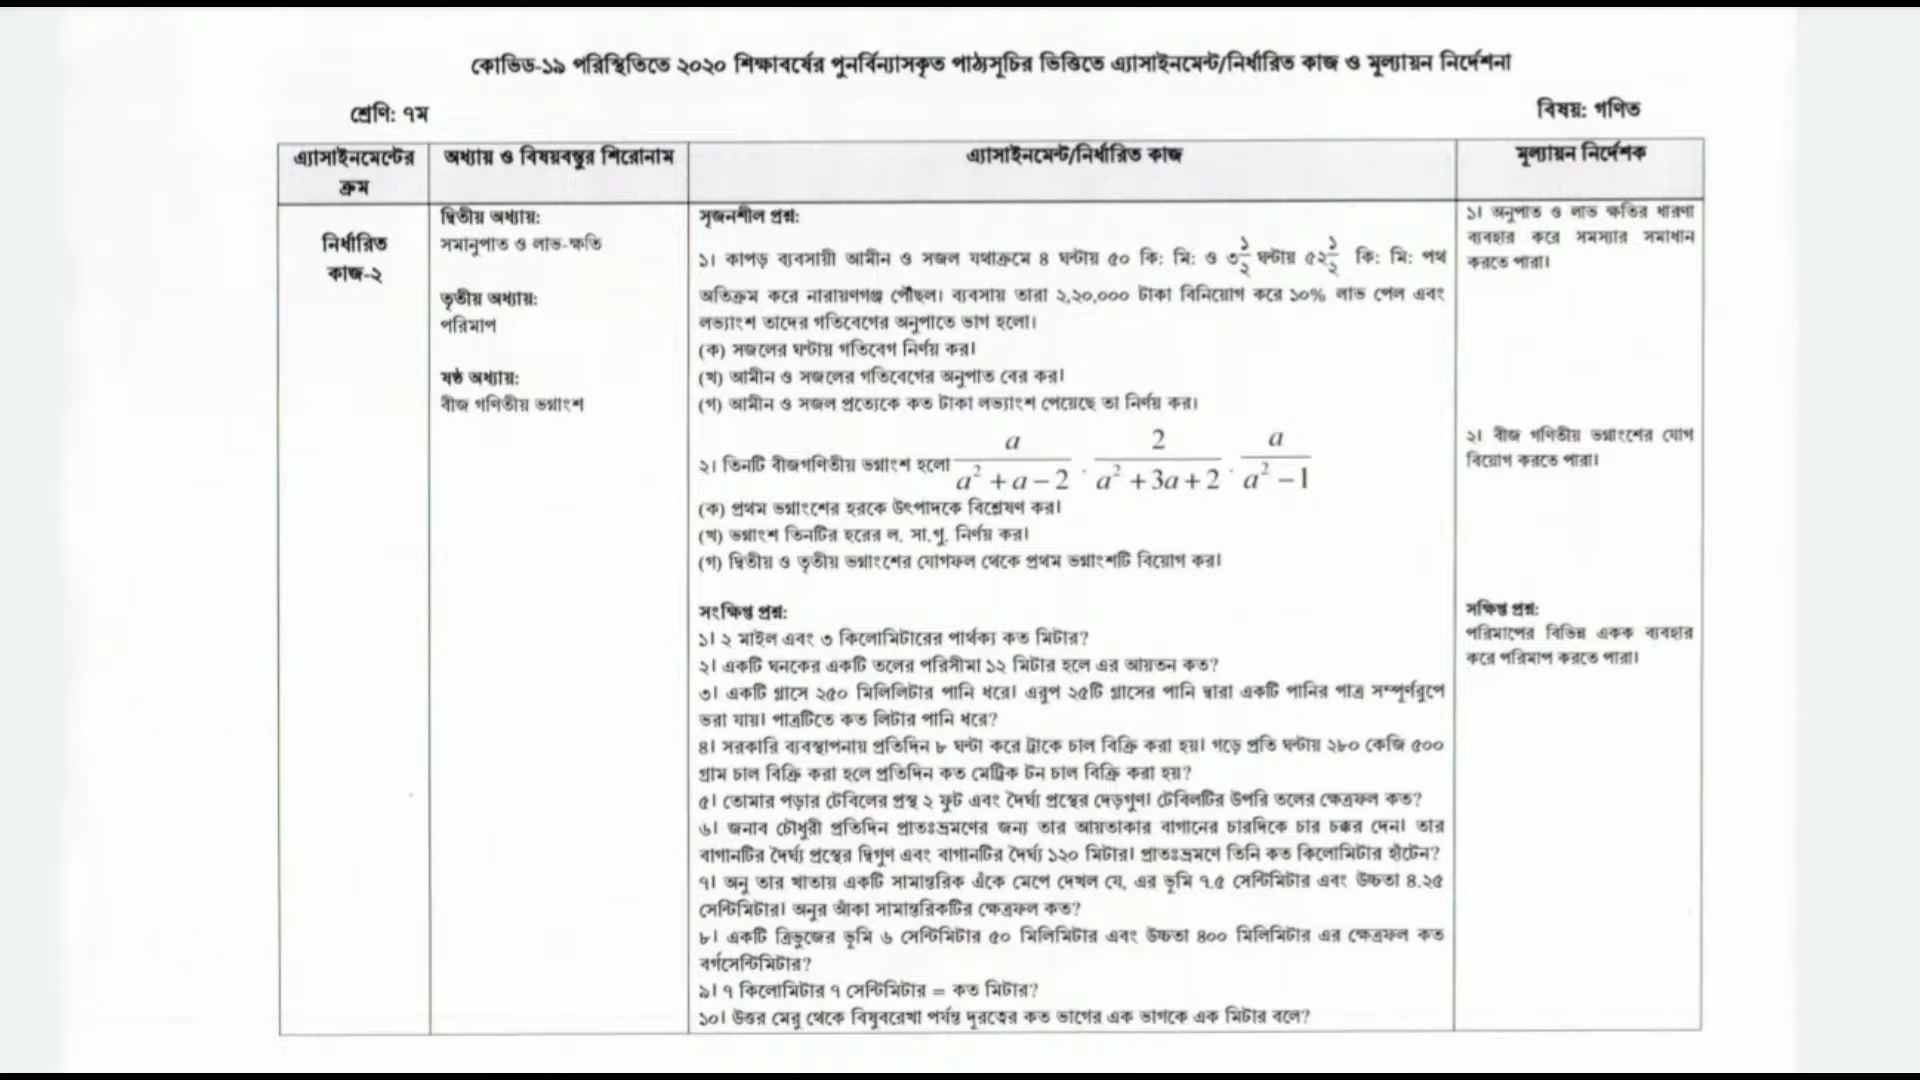 কোভিড-১৯ পরিস্থিতিতে ২০২০ শিক্ষাবর্ষের পুনর্বিন্যাসকৃত পাঠ্যসূচির ভিত্তিতে এ্যাসাইনমেন্ট/নির্ধারিত কাজ ও মূল্যায়ন নির্দেশনা
শ্রেণি: ৭ম
বিষয়: গণিত
এ্যাসাইনমেন্টের
ক্রম
অধ্যায় ও বিষয়বস্তুর শিরোনাম
এ্যাসাইনমেন্ট/নির্ধারিত কাজ
মূল্যায়ন নির্দেশক
নির্ধারিত
কাজ-২
দ্বিতীয় অধ্যায়:
সমানুপাত ও লাভ-ক্ষতি
তৃতীয় অধ্যায়:
পরিমাপ
ষষ্ঠ অধ্যায়:
বীজ গণিতীয় ভগ্নাংশ
সৃজনশীল প্রশ্ন:
১। কাপড় ব্যবসায়ী আমীন ও সজল যথাক্রমে ৪ ঘন্টায় ৫০ কি: মি: ও ৩১/২ ঘন্টায় ৫২১/২ কি: মি: পথ
অতিক্রম করে নারায়ণগঞ্জ পৌঁছল। ব্যবসায় তারা ২,২০,০০০ টাকা বিনিয়োগ করে ১০% লাভ পেল এবং
লভ্যাংশ তাদের গতিবেগের অনুপাতে ভাগ হলো।
(ক) সজলের ঘণ্টায় গতিবেগ নির্ণয় কর।
(খ) আমীন ও সজলের গতিবেগের অনুপাত বের কর।
(গ) আমীন ও সজল প্রত্যেকে কত টাকা লভ্যাংশ পেয়েছে তা নির্ণয় কর।
২। তিনটি বীজগণিতীয় ভগ্নাংশ হলো a/(a²+a−2), 2/(a²+3a+2), a/(a²−1)
(ক) প্রথম ভগ্নাংশের হরকে উৎপাদকে বিশ্লেষণ কর।
(খ) ভগ্নাংশ তিনটির হরের ল. সা.গু. নির্ণয় কর।
(গ) দ্বিতীয় ও তৃতীয় ভগ্নাংশের যোগফল থেকে প্রথম ভগ্নাংশটি বিয়োগ কর।
সংক্ষিপ্ত প্রশ্ন:
১। ২ মাইল এবং ৩ কিলোমিটারের পার্থক্য কত মিটার?
২। একটি ঘনকের একটি তলের পরিসীমা ১২ মিটার হলে এর আয়তন কত?
৩। একটি গ্লাসে ২৫০ মিলিলিটার পানি ধরে। এরুপ ২৫টি গ্লাসের পানি দ্বারা একটি পানির পাত্র সম্পূর্ণরুপে
ভরা যায়। পাত্রটিতে কত লিটার পানি ধরে?
৪। সরকারি ব্যবস্থাপনায় প্রতিদিন ৮ ঘন্টা করে ট্রাকে চাল বিক্রি করা হয়। গড়ে প্রতি ঘন্টায় ২৮০ কেজি ৫০০
গ্রাম চাল বিক্রি করা হলে প্রতিদিন কত মেট্রিক টন চাল বিক্রি করা হয়?
৫। তোমার পড়ার টেবিলের প্রস্থ ২ ফুট এবং দৈর্ঘ্য প্রস্থের দেড়গুণ। টেবিলটির উপরি তলের ক্ষেত্রফল কত?
৬। জনাব চৌধুরী প্রতিদিন প্রাতঃভ্রমণের জন্য তার আয়তাকার বাগানের চারদিকে চার চক্কর দেন। তার
বাগানটির দৈর্ঘ্য প্রস্থের দ্বিগুণ এবং বাগানটির দৈর্ঘ্য ১২০ মিটার। প্রাতঃভ্রমণে তিনি কত কিলোমিটার হাঁটেন?
৭। অনু তার খাতায় একটি সামান্তরিক এঁকে মেপে দেখল যে, এর ভূমি ৭.৫ সেন্টিমিটার এবং উচ্চতা ৪.২৫
সেন্টিমিটার। অনুর আঁকা সামান্তরিকটির ক্ষেত্রফল কত?
৮। একটি ত্রিভুজের ভূমি ৬ সেন্টিমিটার ৫০ মিলিমিটার এবং উচ্চতা ৪০০ মিলিমিটার এর ক্ষেত্রফল কত
বর্গসেন্টিমিটার?
৯। ৭ কিলোমিটার ৭ সেন্টিমিটার = কত মিটার?
১০। উত্তর মেরু থেকে বিষুবরেখা পর্যন্ত দূরত্বের কত ভাগের এক ভাগকে এক মিটার বলে?
১। অনুপাত ও লাভ ক্ষতির ধারণা
ব্যবহার করে সমস্যার সমাধান
করতে পারা।
২। বীজ গণিতীয় ভগ্নাংশের যোগ
বিয়োগ করতে পারা।
সক্ষিপ্ত প্রশ্ন:
পরিমাপের বিভিন্ন একক ব্যবহার
করে পরিমাপ করতে পারা।